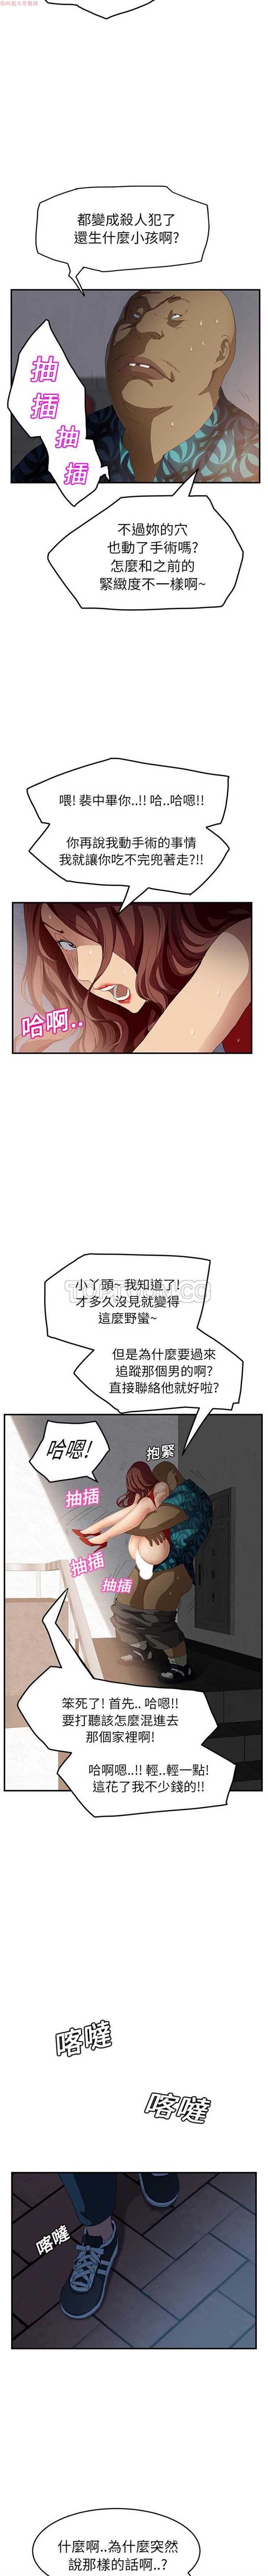 都變成殺人犯了
還生什麼小孩啊?
抽
插
抽
插
不過妳的穴
也動了手術嗎?
怎麼和之前的
緊緻度不一樣啊~
喂! 裴中畢你..!! 哈..哈嗯!!
你再說我動手術的事情
我就讓你吃不完兜著走?!!
哈啊..
小丫頭~ 我知道了!
才多久沒見就變得
這麼野蠻~
TOPTOON.CO
但是為什麼要過來
追蹤那個男的啊?
直接聯絡他就好啦?
哈嗯!
抱緊
抽插
抽插
抽插
笨死了! 首先.. 哈嗯!!
要打聽該怎麼混進去
那個家裡啊!
哈啊嗯..!! 輕..輕一點!
這花了我不少錢的!!
喀噠
喀噠
喀噠
什麼啊..為什麼突然
說那樣的話啊..?